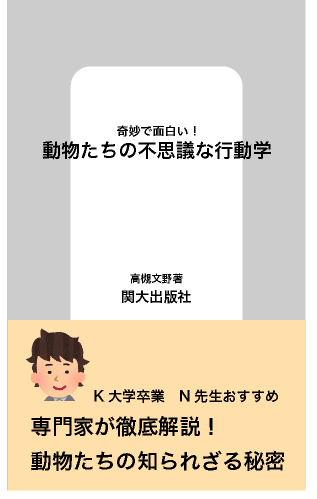 奇妙で面白い！
動物たちの不思議な行動学
高槻文野著
関大出版社
K大学卒業　N先生おすすめ
専門家が徹底解説！
動物たちの知られざる秘密